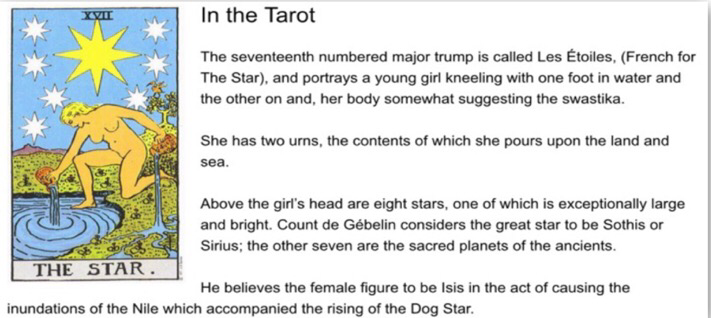 XVII
THE STAR.
In the Tarot
The seventeenth numbered major trump is called Les Étoiles, (French for
The Star), and portrays a young girl kneeling with one foot in water and
the other on and, her body somewhat suggesting the swastika.
She has two urns, the contents of which she pours upon the land and
sea.
Above the girl's head are eight stars, one of which is exceptionally large
and bright. Count de Gébelin considers the great star to be Sothis or
Sirius; the other seven are the sacred planets of the ancients.
He believes the female figure to be Isis in the act of causing the
inundations of the Nile which accompanied the rising of the Dog Star.